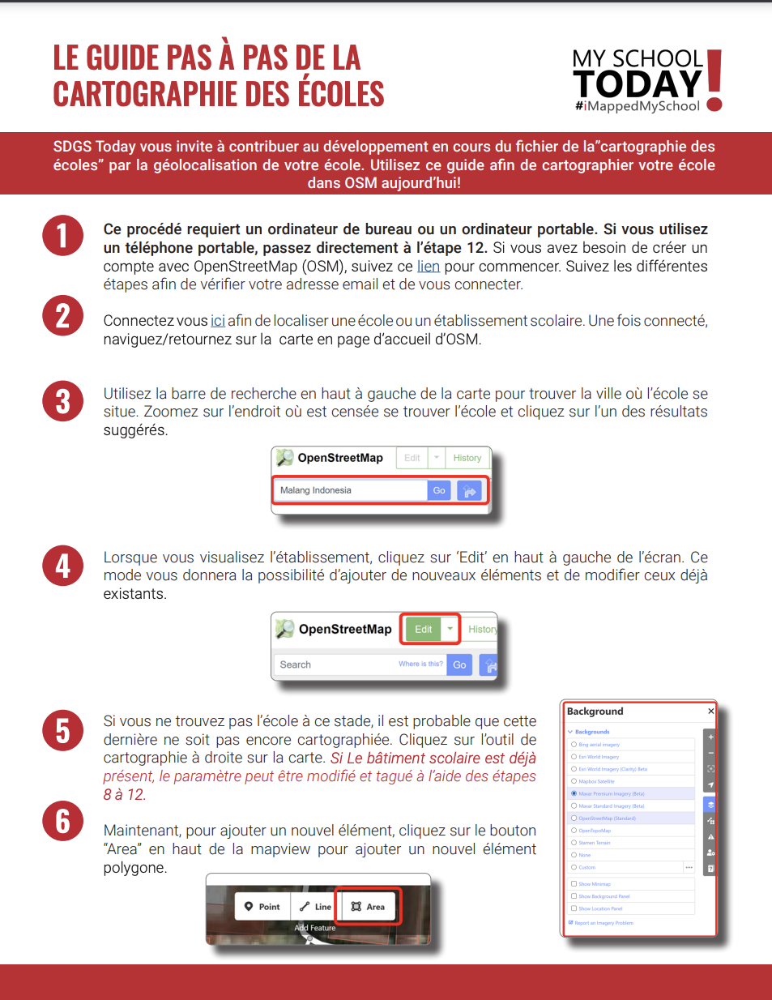 LE GUIDE PAS À PAS DE LA
CARTOGRAPHIE DES ÉCOLES
MY SCHOOL
TODAY!
#iMappedMySchool
SDGS Today vous invite à contribuer au développement en cours du fichier de la”cartographie des
écoles” par la géolocalisation de votre école. Utilisez ce guide afin de cartographier votre école
dans OSM aujourd’hui!
1
Ce procédé requiert un ordinateur de bureau ou un ordinateur portable. Si vous utilisez
un téléphone portable, passez directement à l’étape 12. Si vous avez besoin de créer un
compte avec OpenStreetMap (OSM), suivez ce lien pour commencer. Suivez les différentes
étapes afin de vérifier votre adresse email et de vous connecter.
2
Connectez vous ici afin de localiser une école ou un établissement scolaire. Une fois connecté,
naviguez/retournez sur la carte en page d’accueil d’OSM.
3
Utilisez la barre de recherche en haut à gauche de la carte pour trouver la ville où l’école se
situe. Zoomez sur l’endroit où est censée se trouver l’école et cliquez sur l’un des résultats
suggérés.
OpenStreetMap Edit History
Malang Indonesia Go
4
Lorsque vous visualisez l’établissement, cliquez sur ‘Edit’ en haut à gauche de l’écran. Ce
mode vous donnera la possibilité d’ajouter de nouveaux éléments et de modifier ceux déjà
existants.
OpenStreetMap Edit History
Search Where is this? Go
5
Si vous ne trouvez pas l’école à ce stade, il est probable que cette
dernière ne soit pas encore cartographiée. Cliquez sur l’outil de
cartographie à droite sur la carte. Si Le bâtiment scolaire est déjà
présent, le paramètre peut être modifié et tagué à l’aide des étapes
8 à 12.
6
Maintenant, pour ajouter un nouvel élément, cliquez sur le bouton
“Area” en haut de la mapview pour ajouter un nouvel élément
polygone.
Point Line Area
Add Feature
Background
Backgrounds
Bing aerial imagery
Esri World Imagery
Esri World Imagery (Clarity) Beta
Mapbox Satellite
Maxar Premium Imagery (Beta)
Maxar Standard Imagery (Beta)
OpenStreetMap (Standard)
OpenTopoMap
Stamen Terrain
None
Custom
Show Minimap
Show Background Panel
Show Location Panel
Report an Imagery Problem